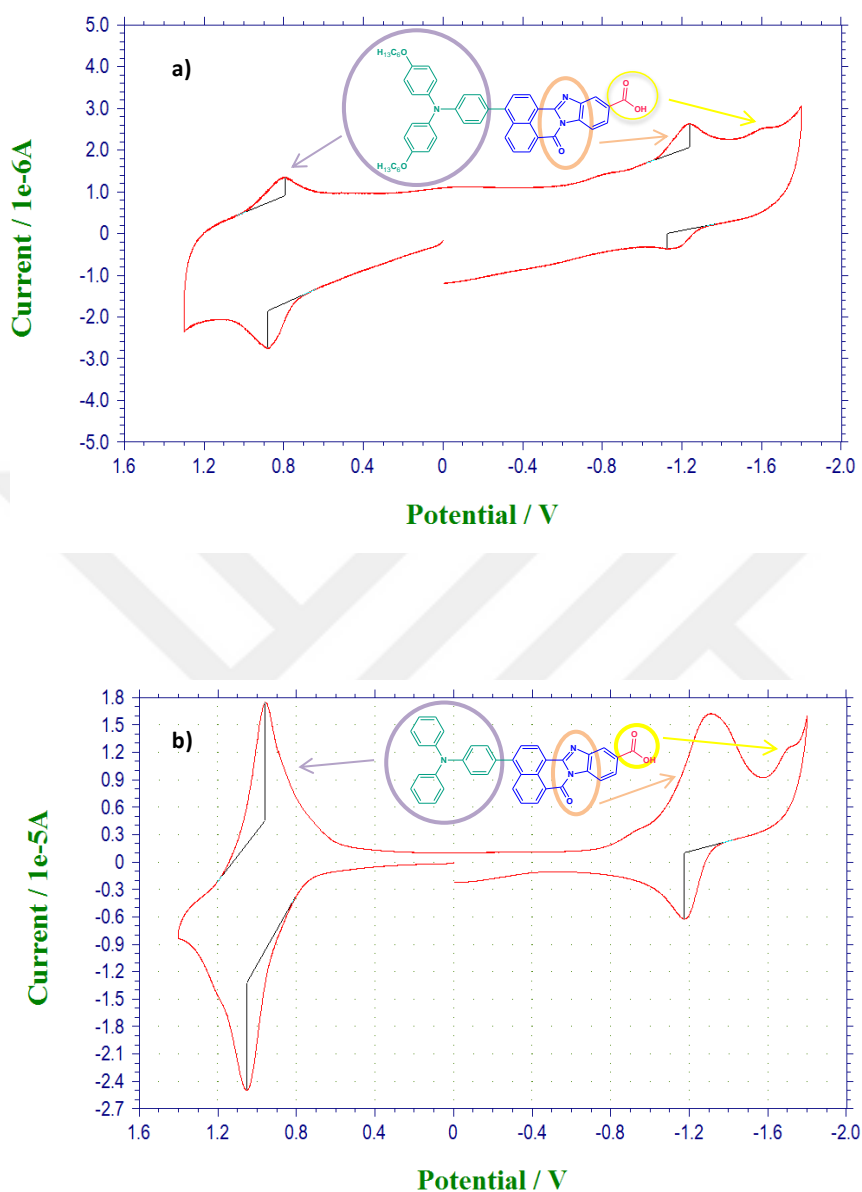 a)
5.0
4.0
3.0
2.0
1.0
0
-1.0
-2.0
-3.0
-4.0
-5.0
Current / 1e-6A
H13C6O
H13C6O
N
N
N
O
O
OH
1.6 1.2 0.8 0.4 0 -0.4 -0.8 -1.2 -1.6 -2.0
Potential / V
b)
1.8
1.5
1.2
0.9
0.6
0.3
0
-0.3
-0.6
-0.9
-1.2
-1.5
-1.8
-2.1
-2.4
-2.7
Current / 1e-5A
N
N
N
O
O
OH
1.6 1.2 0.8 0.4 0 -0.4 -0.8 -1.2 -1.6 -2.0
Potential / V